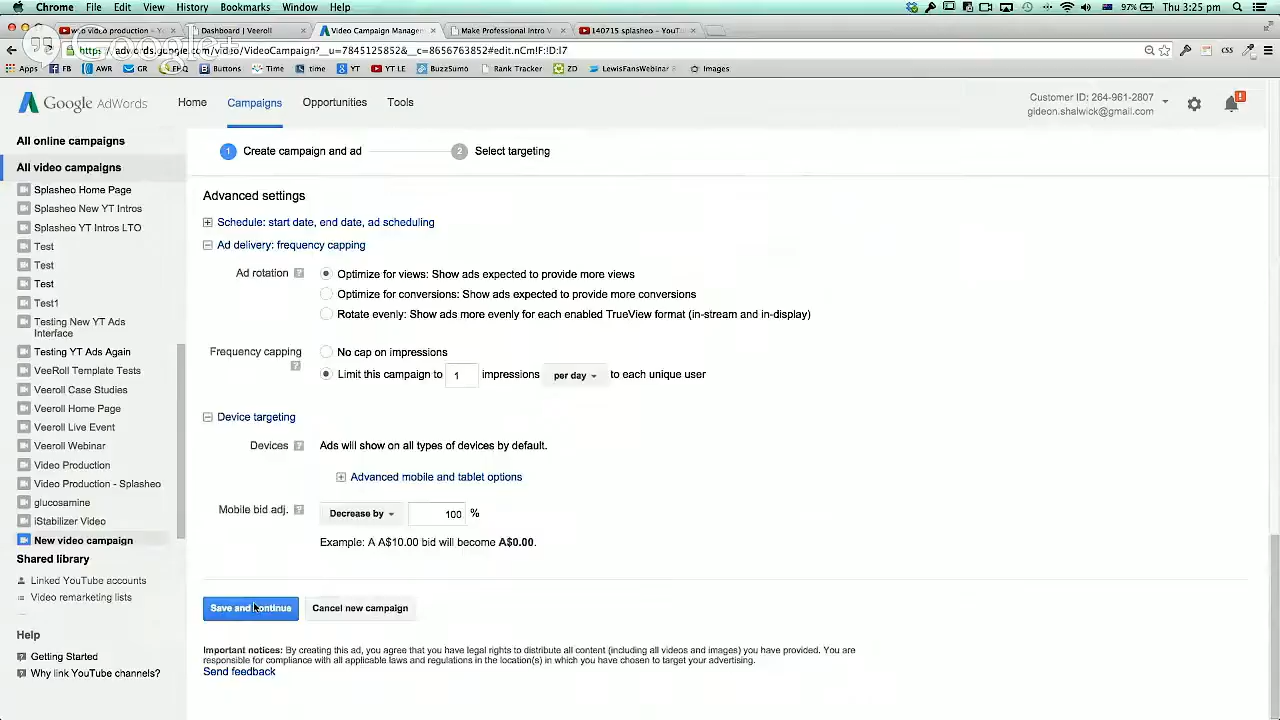 Chrome File Edit View History Bookmarks Window Help 97% Thu 3:25 pm
web video production - Yo Dashboard | Veeroll Video Campaign Manage Make Professional Intro V 140715 splasheo - YouT
Google+
Apps FB AWR GR FHQ Buttons Time time YT YT LE BuzzSumo Rank Tracker ZD LewisFansWebinar Images
Google AdWords Home Campaigns Opportunities Tools
Customer ID: 264-961-2807
gideon.shalwick@gmail.com
All online campaigns
All video campaigns
Splasheo Home Page
Splasheo New YT Intros
Splasheo YT Intros LTO
Test
Test
Test
Test1
Testing New YT Ads
Interface
Testing YT Ads Again
VeeRoll Template Tests
Veeroll Case Studies
Veeroll Home Page
Veeroll Live Event
Veeroll Webinar
Video Production
Video Production - Splasheo
glucosamine
iStabilizer Video
New video campaign
Shared library
Linked YouTube accounts
Video remarketing lists
Help
Getting Started
Why link YouTube channels?
1 Create campaign and ad 2 Select targeting
Advanced settings
Schedule: start date, end date, ad scheduling
Ad delivery: frequency capping
Ad rotation ? Optimize for views: Show ads expected to provide more views
Optimize for conversions: Show ads expected to provide more conversions
Rotate evenly: Show ads more evenly for each enabled TrueView format (in-stream and in-display)
Frequency capping ? No cap on impressions
Limit this campaign to 1 impressions per day to each unique user
Device targeting
Devices ? Ads will show on all types of devices by default.
Advanced mobile and tablet options
Mobile bid adj. ? Decrease by 100 %
Example: A A$10.00 bid will become A$0.00.
Save and continue Cancel new campaign
Important notices: By creating this ad, you agree that you have legal rights to distribute all content (including all videos and images) you have provided. You are
responsible for compliance with all applicable laws and regulations in the location(s) in which you have chosen to target your advertising.
Send feedback